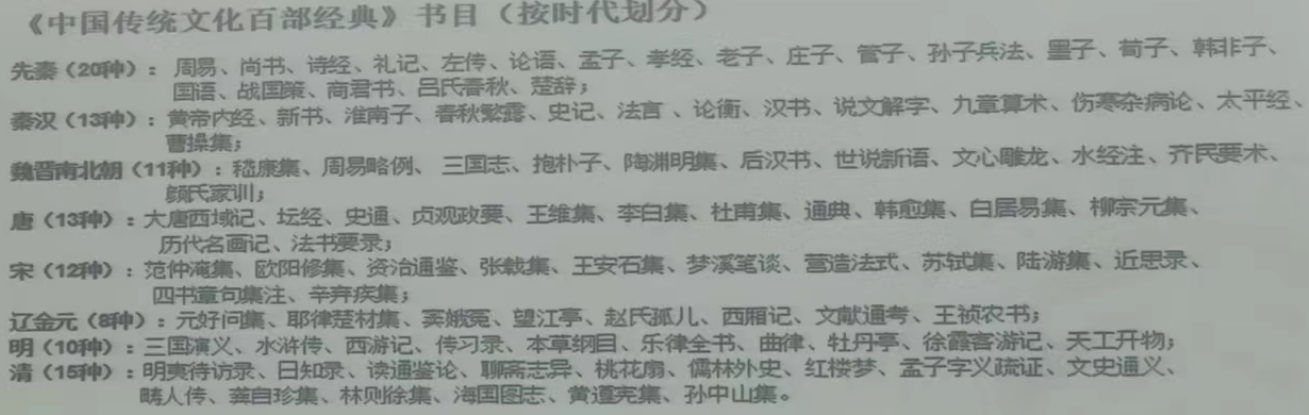 《中国传统文化百部经典》书目（按时代划分）
先秦（20种）：周易、尚书、诗经、礼记、左传、论语、孟子、孝经、老子、庄子、管子、孙子兵法、墨子、荀子、韩非子、
国语、战国策、商君书、吕氏春秋、楚辞；
秦汉（13种）：黄帝内经、新书、淮南子、春秋繁露、史记、法言 、论衡、汉书、说文解字、九章算术、伤寒杂病论、太平经、
曹操集；
魏晋南北朝（11种）：嵇康集、周易略例、 三国志、抱朴子、陶渊明集、后汉书、世说新语、文心雕龙、水经注、齐民要术、
颜氏家训；
唐（13种）：大唐西域记、坛经、史通、贞观政要、王维集、李白集、杜甫集、通典、韩愈集、白居易集、柳宗元集、
历代名画记、法书要录；
宋（12种）：范仲淹集、欧阳修集、资治通鉴、张载集、王安石集、梦溪笔谈、营造法式、苏轼集、陆游集、近思录、
四书章句集注、辛弃疾集；
辽金元（8种）：元好问集、耶律楚材集、窦娥冤、望江亭、赵氏孤儿、西厢记、文献通考、王祯农书；
明（10种）：三国演义、水浒传、西游记、传习录、本草纲目、乐律全书、曲律、牡丹亭、徐霞客游记、天工开物；
清（15种）：明夷待访录、日知录、读通鉴论、聊斋志异、桃花扇、儒林外史、红楼梦、孟子字义疏证、文史通义、
畴人传、龚自珍集、林则徐集、海国图志、黄遵宪集、孙中山集。